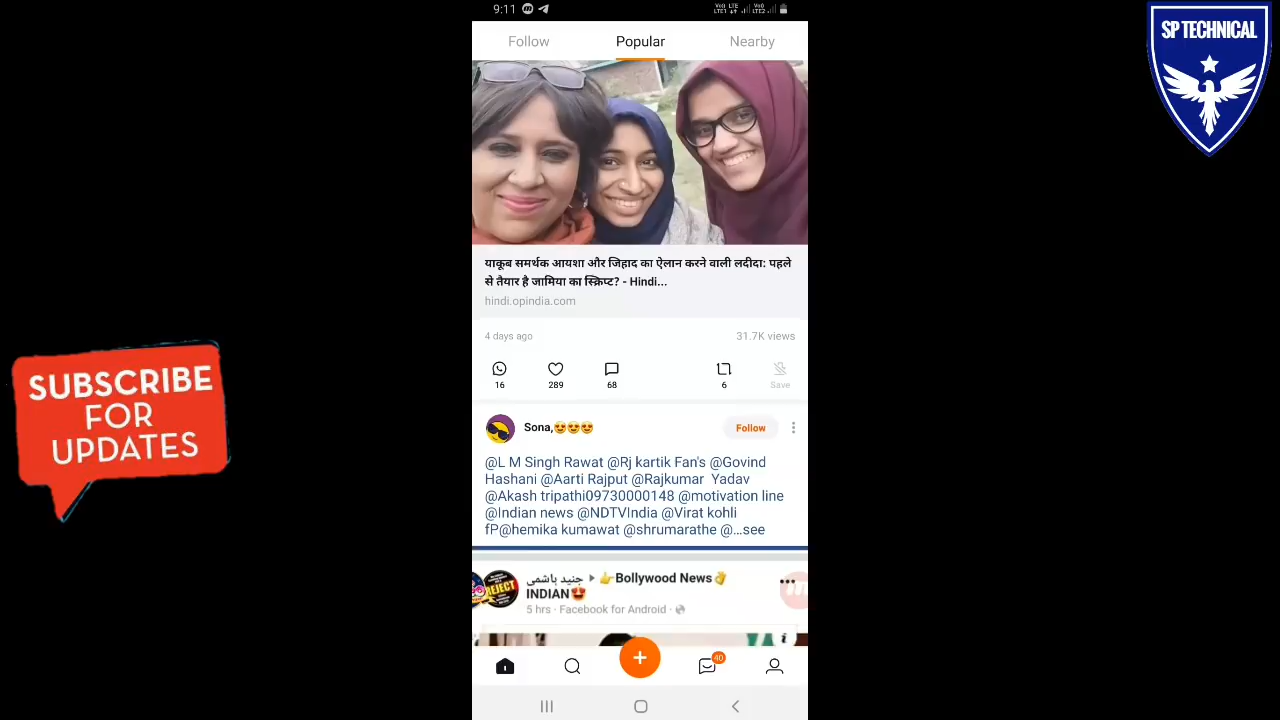 9:11
SP TECHNICAL
Follow Popular Nearby
याकूब समर्थक आयशा और जिहाद का ऐलान करने वाली लदीदा: पहले
से तैयार है जामिया का स्क्रिप्ट? - Hindi...
hindi.opindia.com
4 days ago 31.7K views
16 289 68 6 Save
SUBSCRIBE
FOR
UPDATES
Sona,😍😍😍 Follow
@L M Singh Rawat @Rj kartik Fan's @Govind
Hashani @Aarti Rajput @Rajkumar Yadav
@Akash tripathi09730000148 @motivation line
@Indian news @NDTVIndia @Virat kohli
fP@hemika kumawat @shrumarathe @...see
جنید ہاشمی ▸ 👉Bollywood News👌
INDIAN😍
5 hrs · Facebook for Android ·
REJECT
40